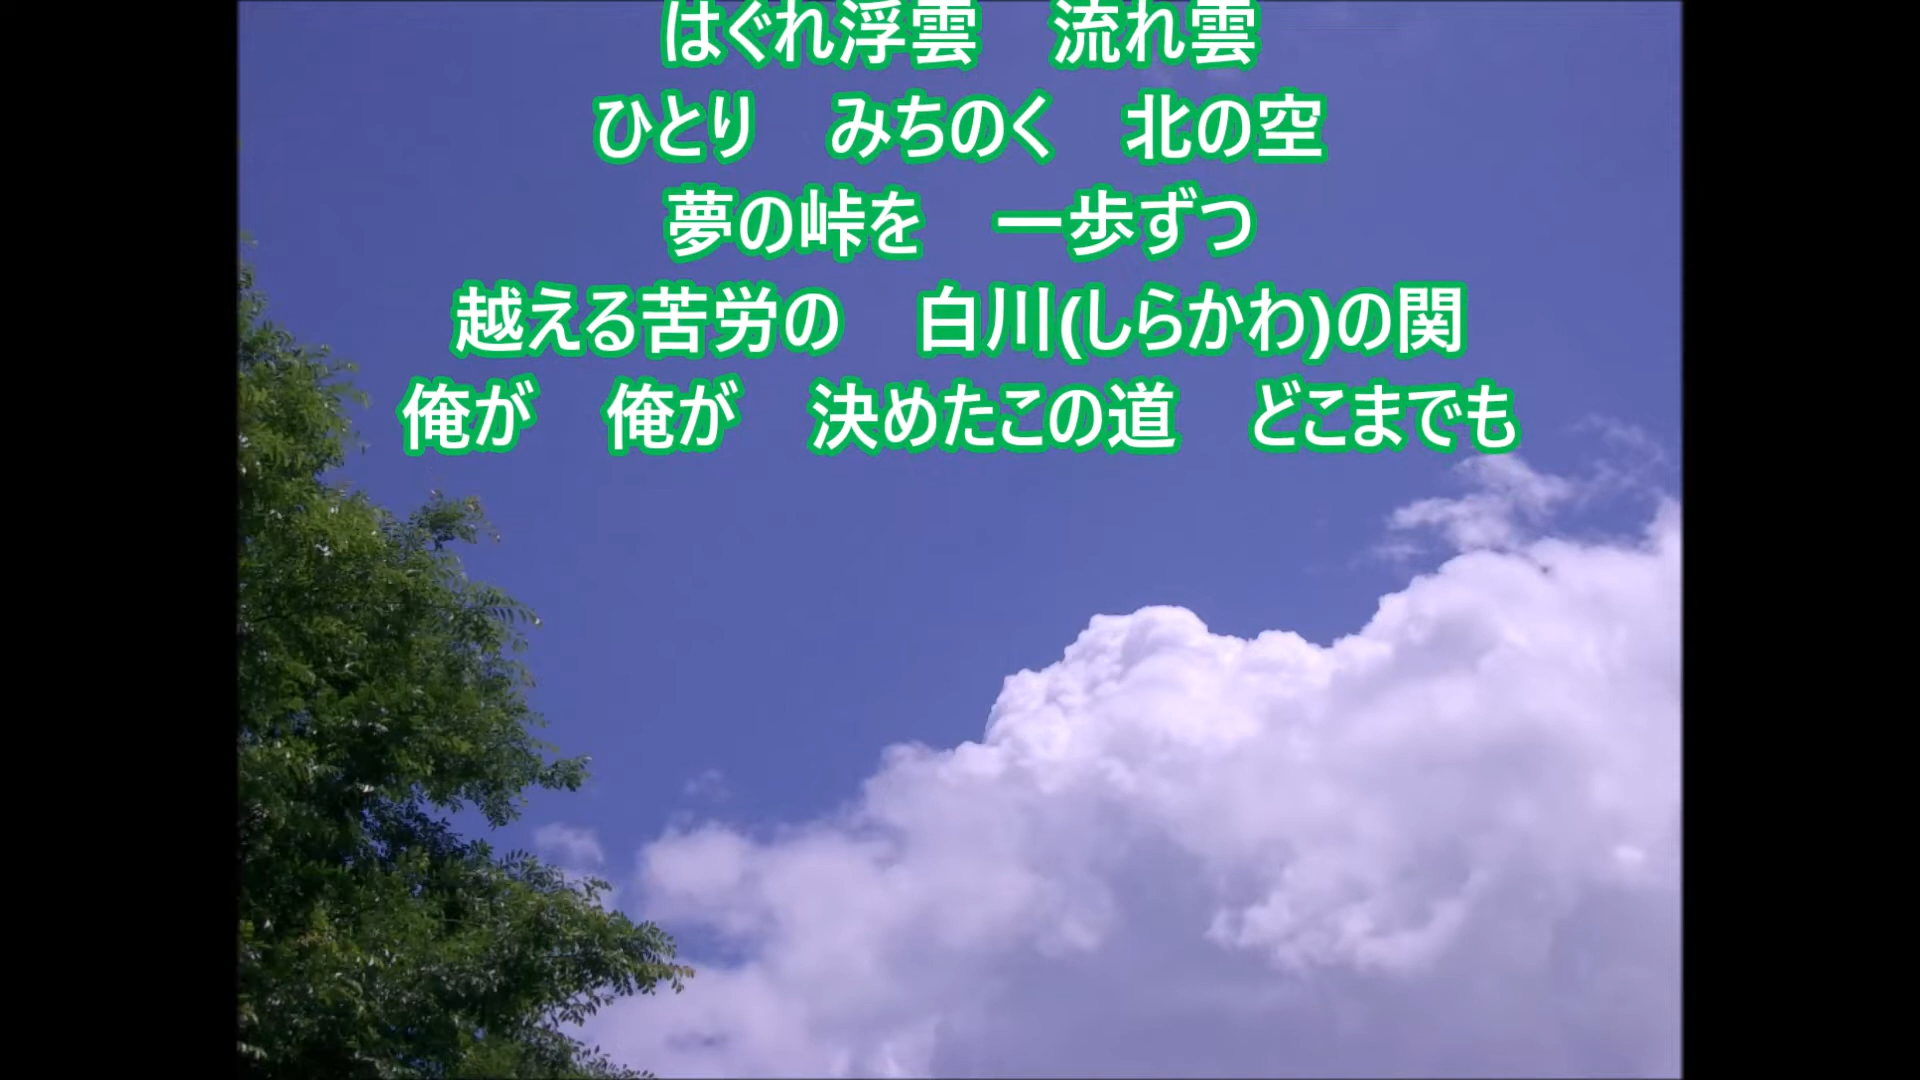 はぐれ浮雲　流れ雲
ひとり　みちのく　北の空
夢の峠を　一歩ずつ
越える苦労の　白川(しらかわ)の関
俺が　俺が　決めたこの道　どこまでも